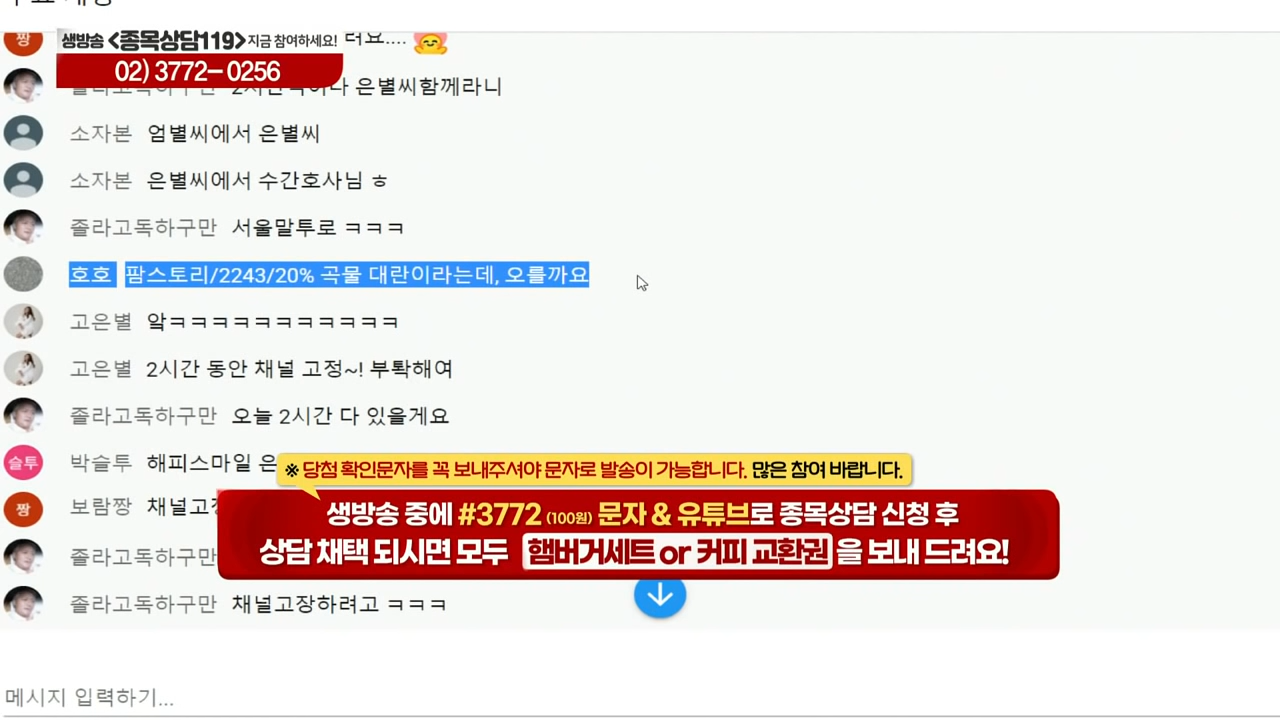 생방송 <종목상담119> 지금 참여하세요! 러요....
02) 3772-0256
짱
2시간씩이나 은별씨함께라니
소자본 엄별씨에서 은별씨
소자본 은별씨에서 수간호사님 ㅎ
졸라고독하구만 서울말투로 ㅋㅋㅋ
호호 팜스토리/2243/20% 곡물 대란이라는데, 오를까요
고은별 앜ㅋㅋㅋㅋㅋㅋㅋㅋㅋㅋㅋ
고은별 2시간 동안 채널 고정~! 부톽해여
졸라고독하구만 오늘 2시간 다 있을게요
슬투 박슬투 해피스마일 은
※ 당첨 확인문자를 꼭 보내주셔야 문자로 발송이 가능합니다. 많은 참여 바랍니다.
짱 보람짱 채널고정
생방송 중에 #3772 (100원) 문자 & 유튜브로 종목상담 신청 후
졸라고독하구만
상담 채택 되시면 모두 햄버거세트 or 커피 교환권 을 보내 드려요!
졸라고독하구만 채널고장하려고 ㅋㅋㅋ
메시지 입력하기...